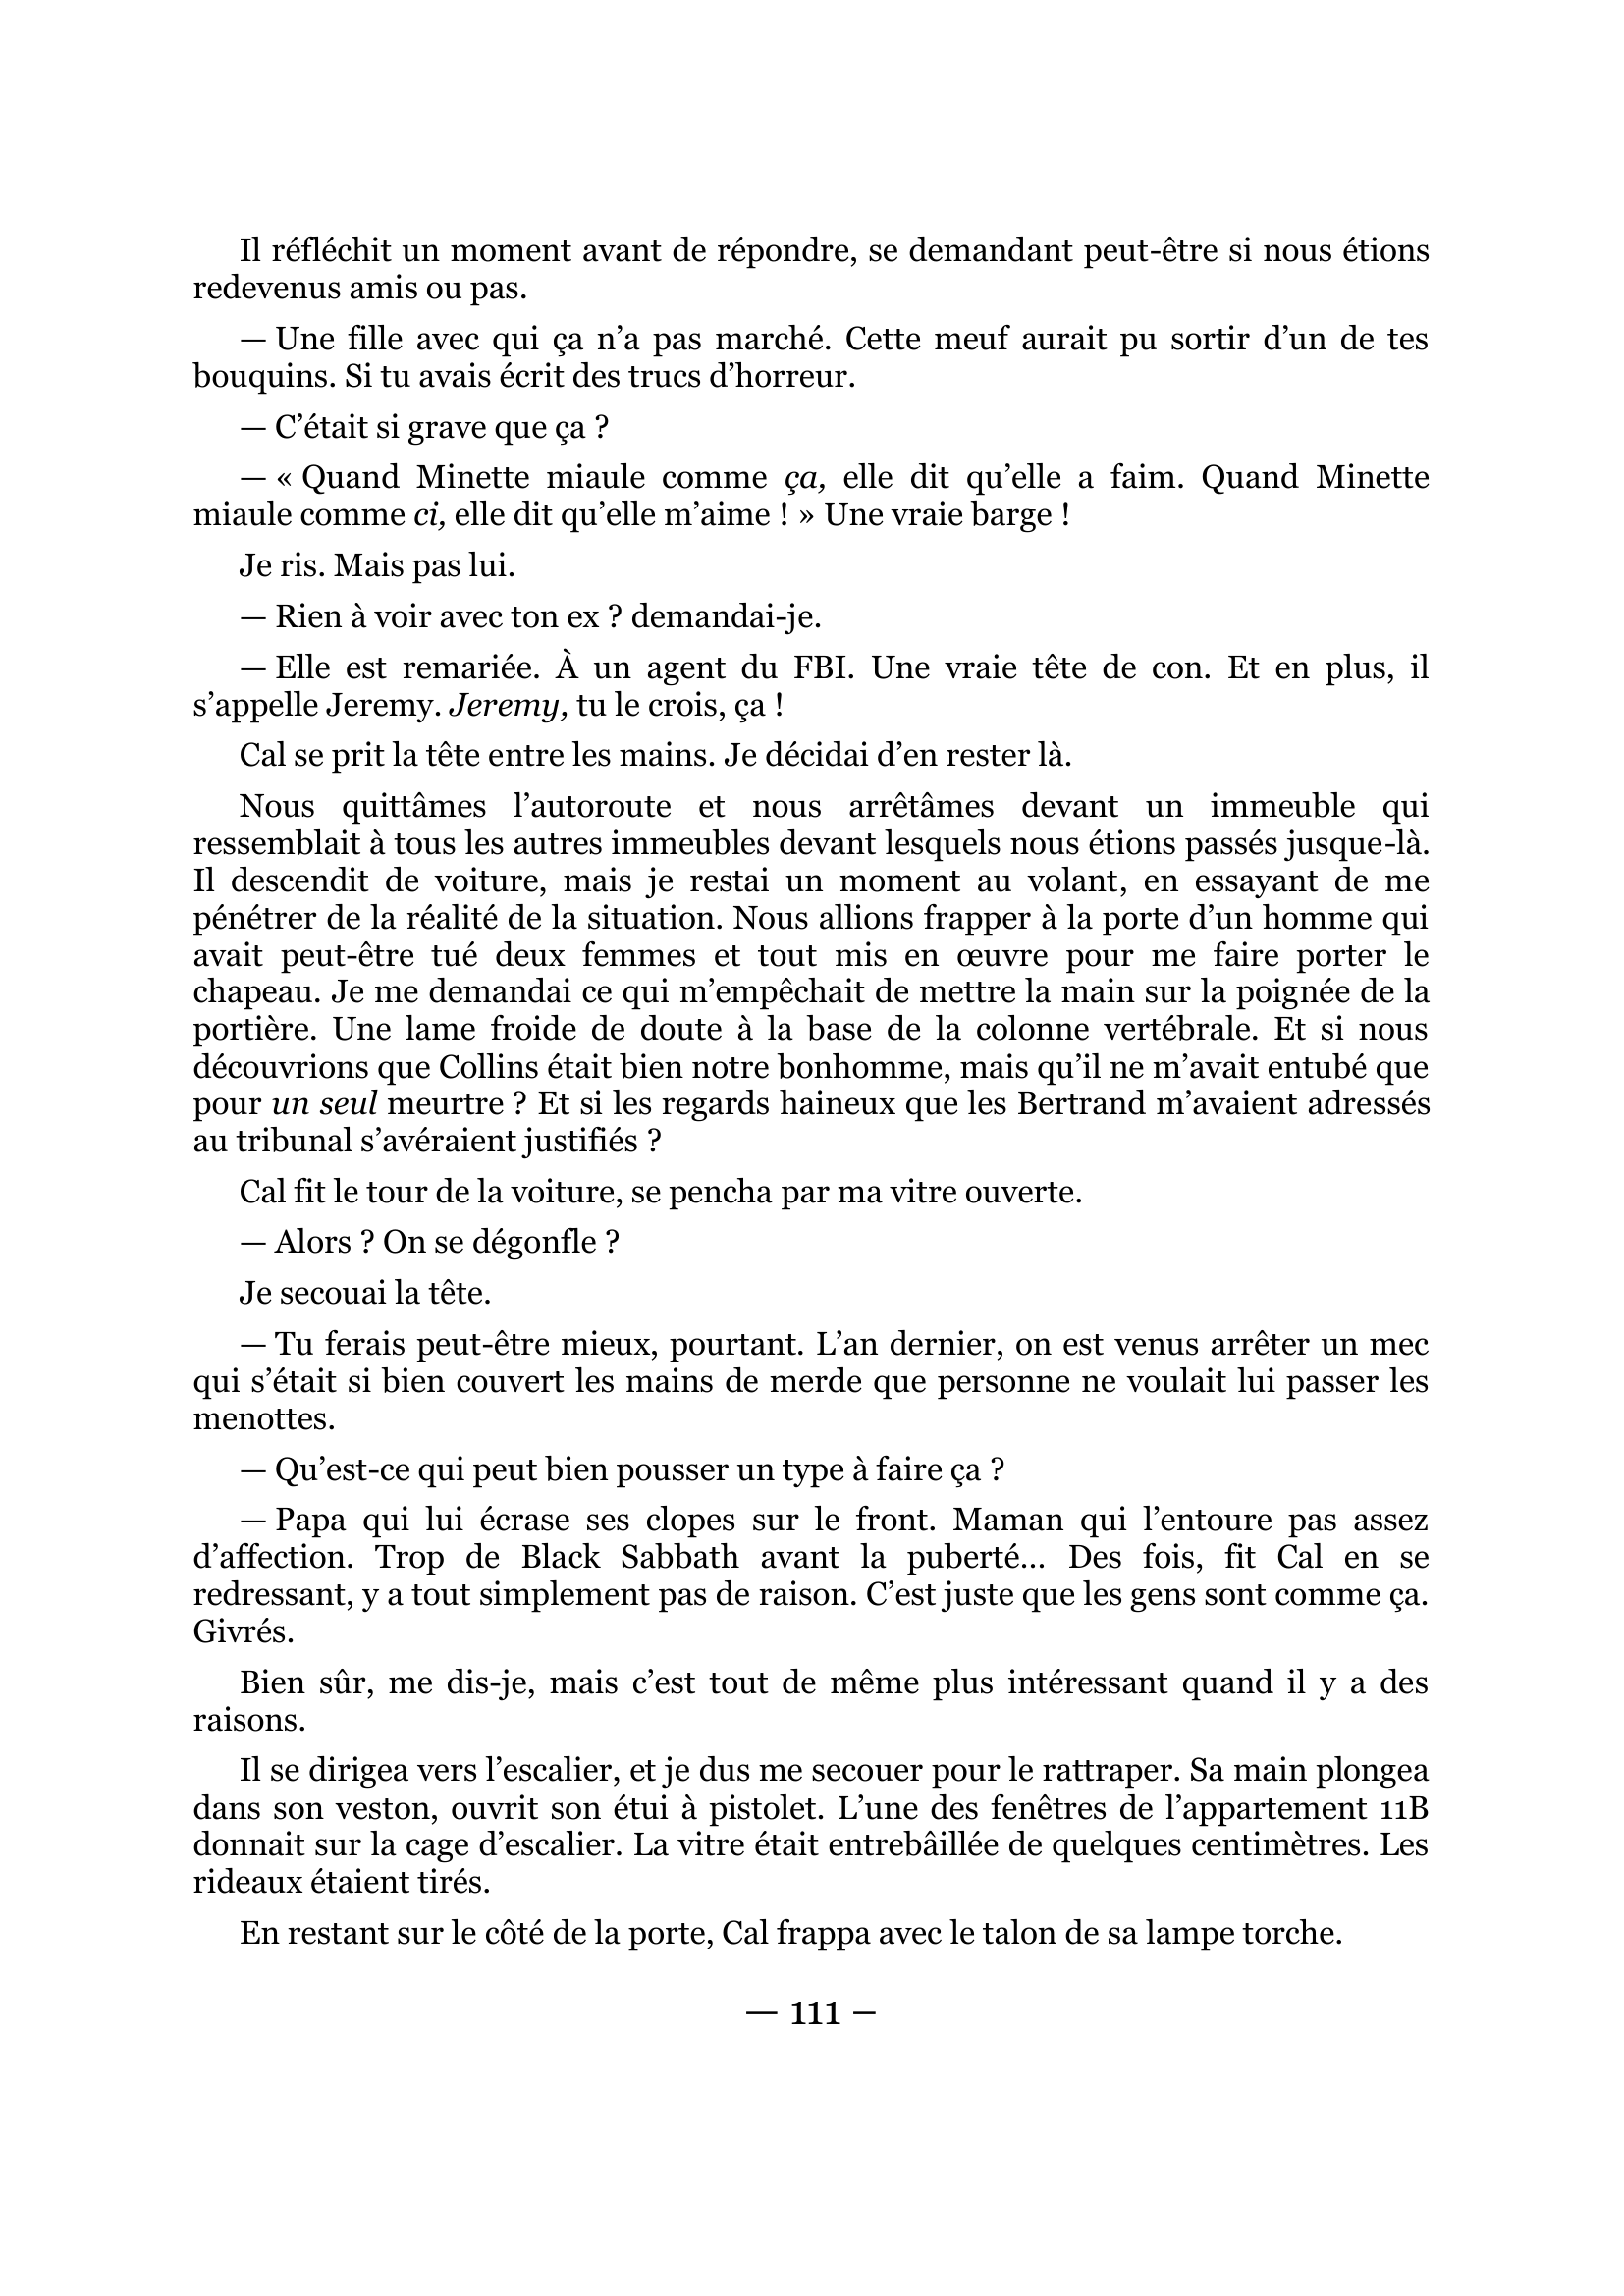 Il réfléchit un moment avant de répondre, se demandant peut-être si nous étions
redevenus amis ou pas.
— Une fille avec qui ça n’a pas marché. Cette meuf aurait pu sortir d’un de tes
bouquins. Si tu avais écrit des trucs d’horreur.
— C’était si grave que ça ?
— « Quand Minette miaule comme ça, elle dit qu’elle a faim. Quand Minette
miaule comme ci, elle dit qu’elle m’aime ! » Une vraie barge !
Je ris. Mais pas lui.
— Rien à voir avec ton ex ? demandai-je.
— Elle est remariée. À un agent du FBI. Une vraie tête de con. Et en plus, il
s’appelle Jeremy. Jeremy, tu le crois, ça !
Cal se prit la tête entre les mains. Je décidai d’en rester là.
Nous quittâmes l’autoroute et nous arrêtâmes devant un immeuble qui
ressemblait à tous les autres immeubles devant lesquels nous étions passés jusque-là.
Il descendit de voiture, mais je restai un moment au volant, en essayant de me
pénétrer de la réalité de la situation. Nous allions frapper à la porte d’un homme qui
avait peut-être tué deux femmes et tout mis en œuvre pour me faire porter le
chapeau. Je me demandai ce qui m’empêchait de mettre la main sur la poignée de la
portière. Une lame froide de doute à la base de la colonne vertébrale. Et si nous
découvrions que Collins était bien notre bonhomme, mais qu’il ne m’avait entubé que
pour un seul meurtre ? Et si les regards haineux que les Bertrand m’avaient adressés
au tribunal s’avéraient justifiés ?
Cal fit le tour de la voiture, se pencha par ma vitre ouverte.
— Alors ? On se dégonfle ?
Je secouai la tête.
— Tu ferais peut-être mieux, pourtant. L’an dernier, on est venus arrêter un mec
qui s’était si bien couvert les mains de merde que personne ne voulait lui passer les
menottes.
— Qu’est-ce qui peut bien pousser un type à faire ça ?
— Papa qui lui écrase ses clopes sur le front. Maman qui l’entoure pas assez
d’affection. Trop de Black Sabbath avant la puberté… Des fois, fit Cal en se
redressant, y a tout simplement pas de raison. C’est juste que les gens sont comme ça.
Givrés.
Bien sûr, me dis-je, mais c’est tout de même plus intéressant quand il y a des
raisons.
Il se dirigea vers l’escalier, et je dus me secouer pour le rattraper. Sa main plongea
dans son veston, ouvrit son étui à pistolet. L’une des fenêtres de l’appartement 11B
donnait sur la cage d’escalier. La vitre était entrebâillée de quelques centimètres. Les
rideaux étaient tirés.
En restant sur le côté de la porte, Cal frappa avec le talon de sa lampe torche.
— 111 –